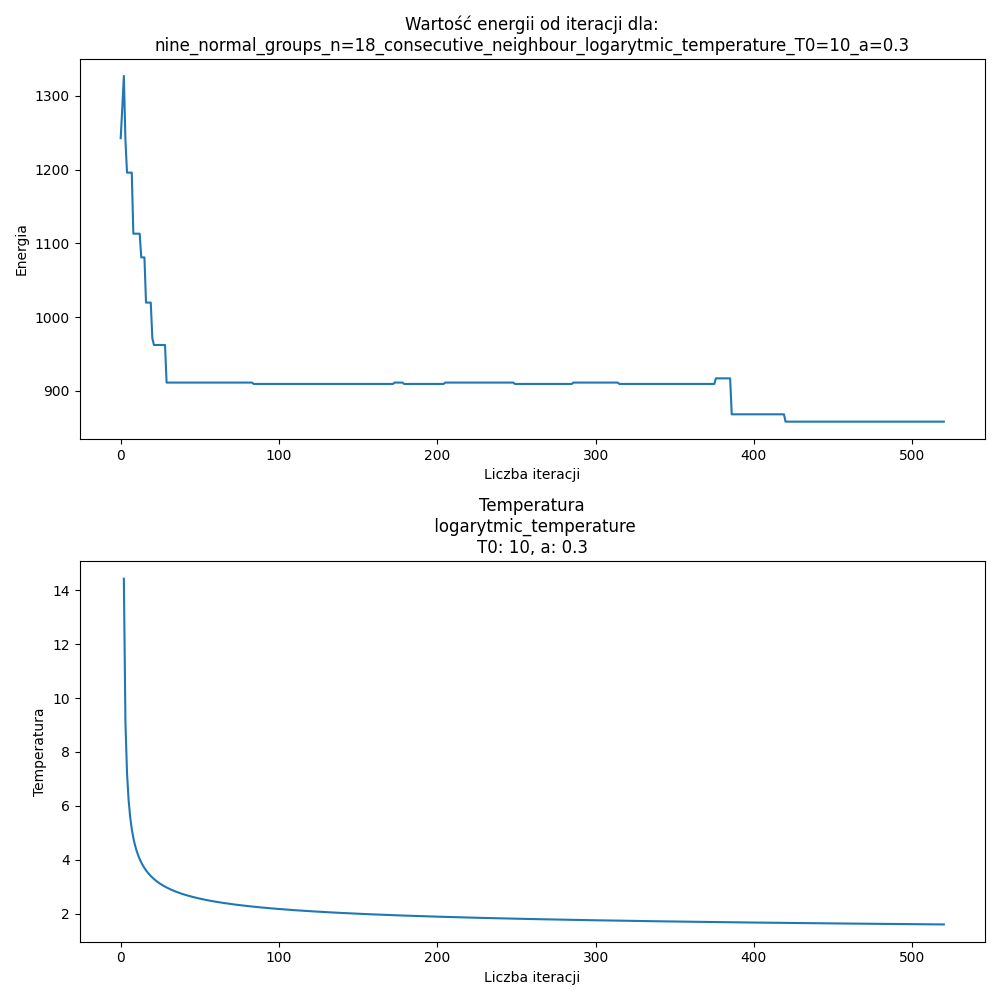 Wartość energii od iteracji dla:
nine_normal_groups_n=18_consecutive_neighbour_logarytmic_temperature_T0=10_a=0.3
1300
1200
1100
1000
900
Energia
0 100 200 300 400 500
Liczba iteracji
Temperatura
logarytmic_temperature
T0: 10, a: 0.3
14
12
10
8
6
4
2
Temperatura
0 100 200 300 400 500
Liczba iteracji